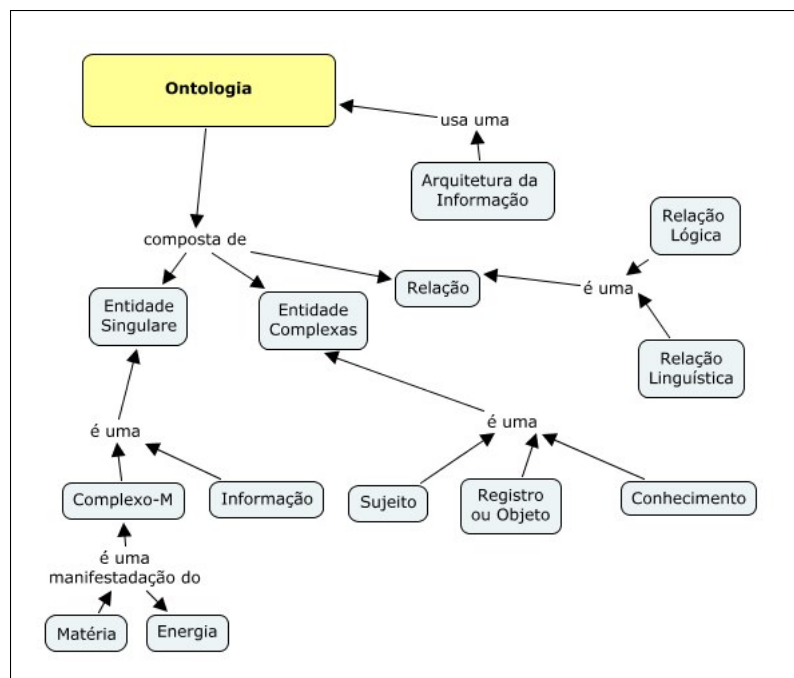 Ontologia
usa uma
Arquitetura da
Informação
Relação
Lógica
composta de
Entidade
Singulare
Entidade
Complexas
Relação
é uma
Relação
Linguística
é uma
é uma
Complexo-M
Informação
Sujeito
Registro
ou Objeto
Conhecimento
é uma
manifestadação do
Matéria
Energia